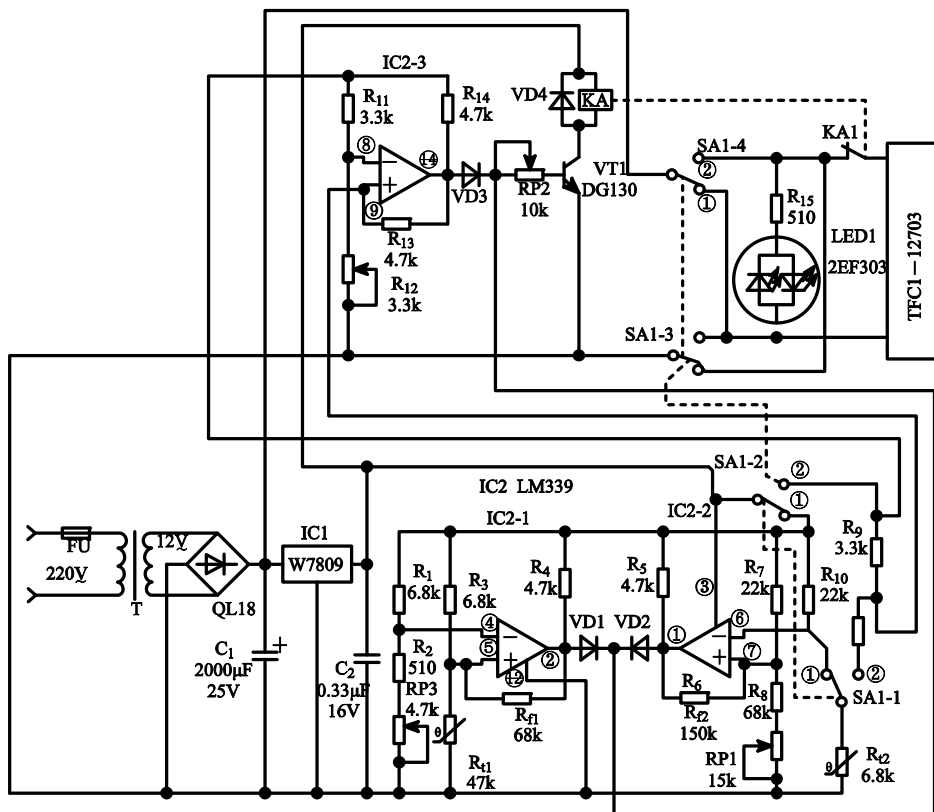 IC2-3
R11
3.3k
R14
4.7k
VD4
KA
⑧
⑭
⑨
VD3
RP2
10k
VT1
DG130
R13
4.7k
R12
3.3k
KA1
SA1-4
②
①
R15
510
LED1
2EF303
TFC1－12703
SA1-3
SA1-2
②
①
IC2 LM339
IC2-1
IC2-2
FU
220V
12V
T
QL18
IC1
W7809
C1
2000μF
25V
+
C2
0.33μF
16V
R1
6.8k
R3
6.8k
R4
4.7k
R5
4.7k
③
R7
22k
R10
22k
R9
3.3k
R2
510
RP3
4.7k
④
⑤
②
⑫
VD1
VD2
①
⑥
⑦
Rf1
68k
R6
Rf2
150k
R8
68k
RP1
15k
①
②
SA1-1
θ
Rt1
47k
θ
Rt2
6.8k